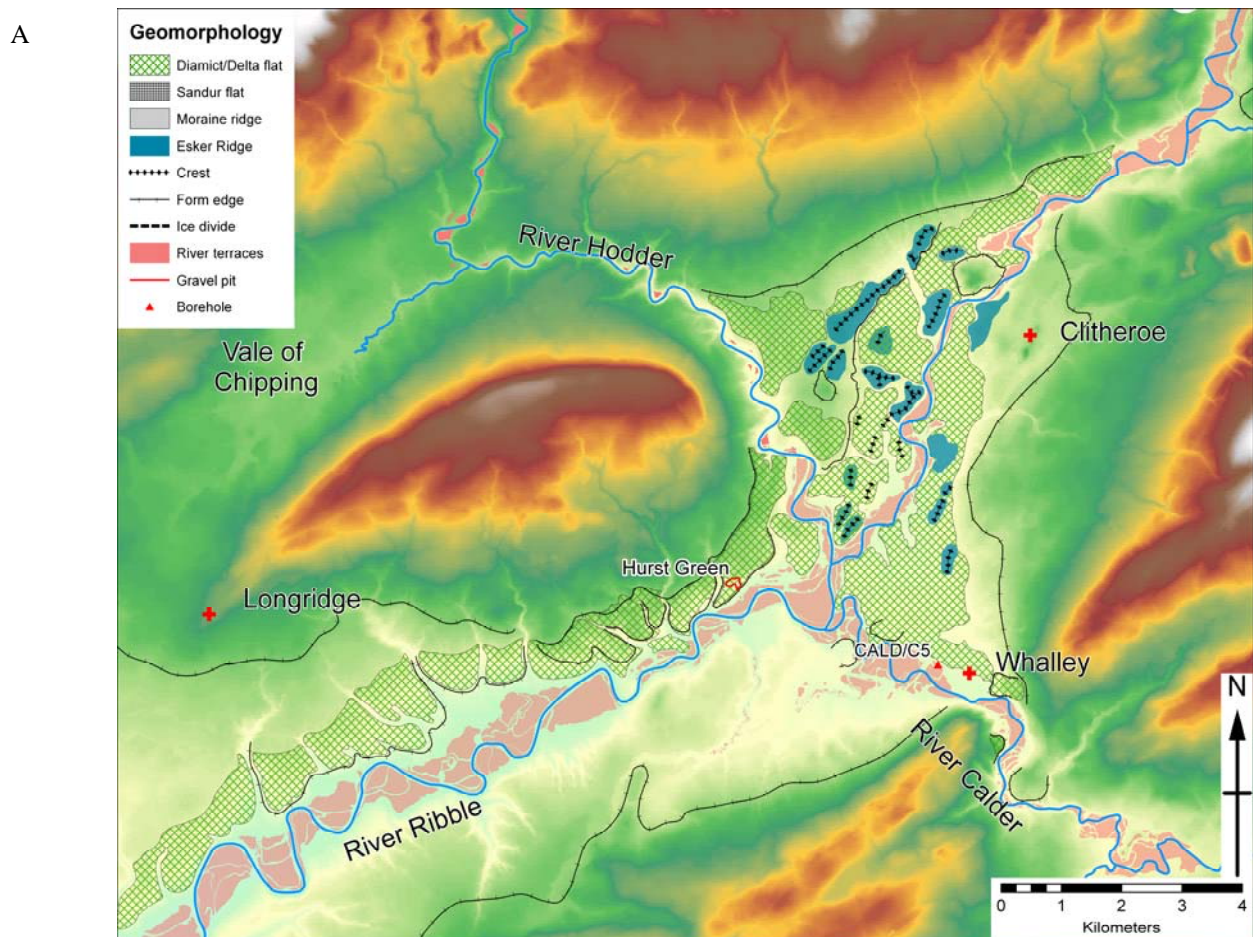 A
Geomorphology
Diamict/Delta flat
Sandur flat
Moraine ridge
Esker Ridge
Crest
Form edge
Ice divide
River terraces
Gravel pit
Borehole
River Hodder
Vale of
Chipping
Clitheroe
Hurst Green
Longridge
CALD/C5
Whalley
River Calder
River Ribble
N
0 1 2 3 4
Kilometers